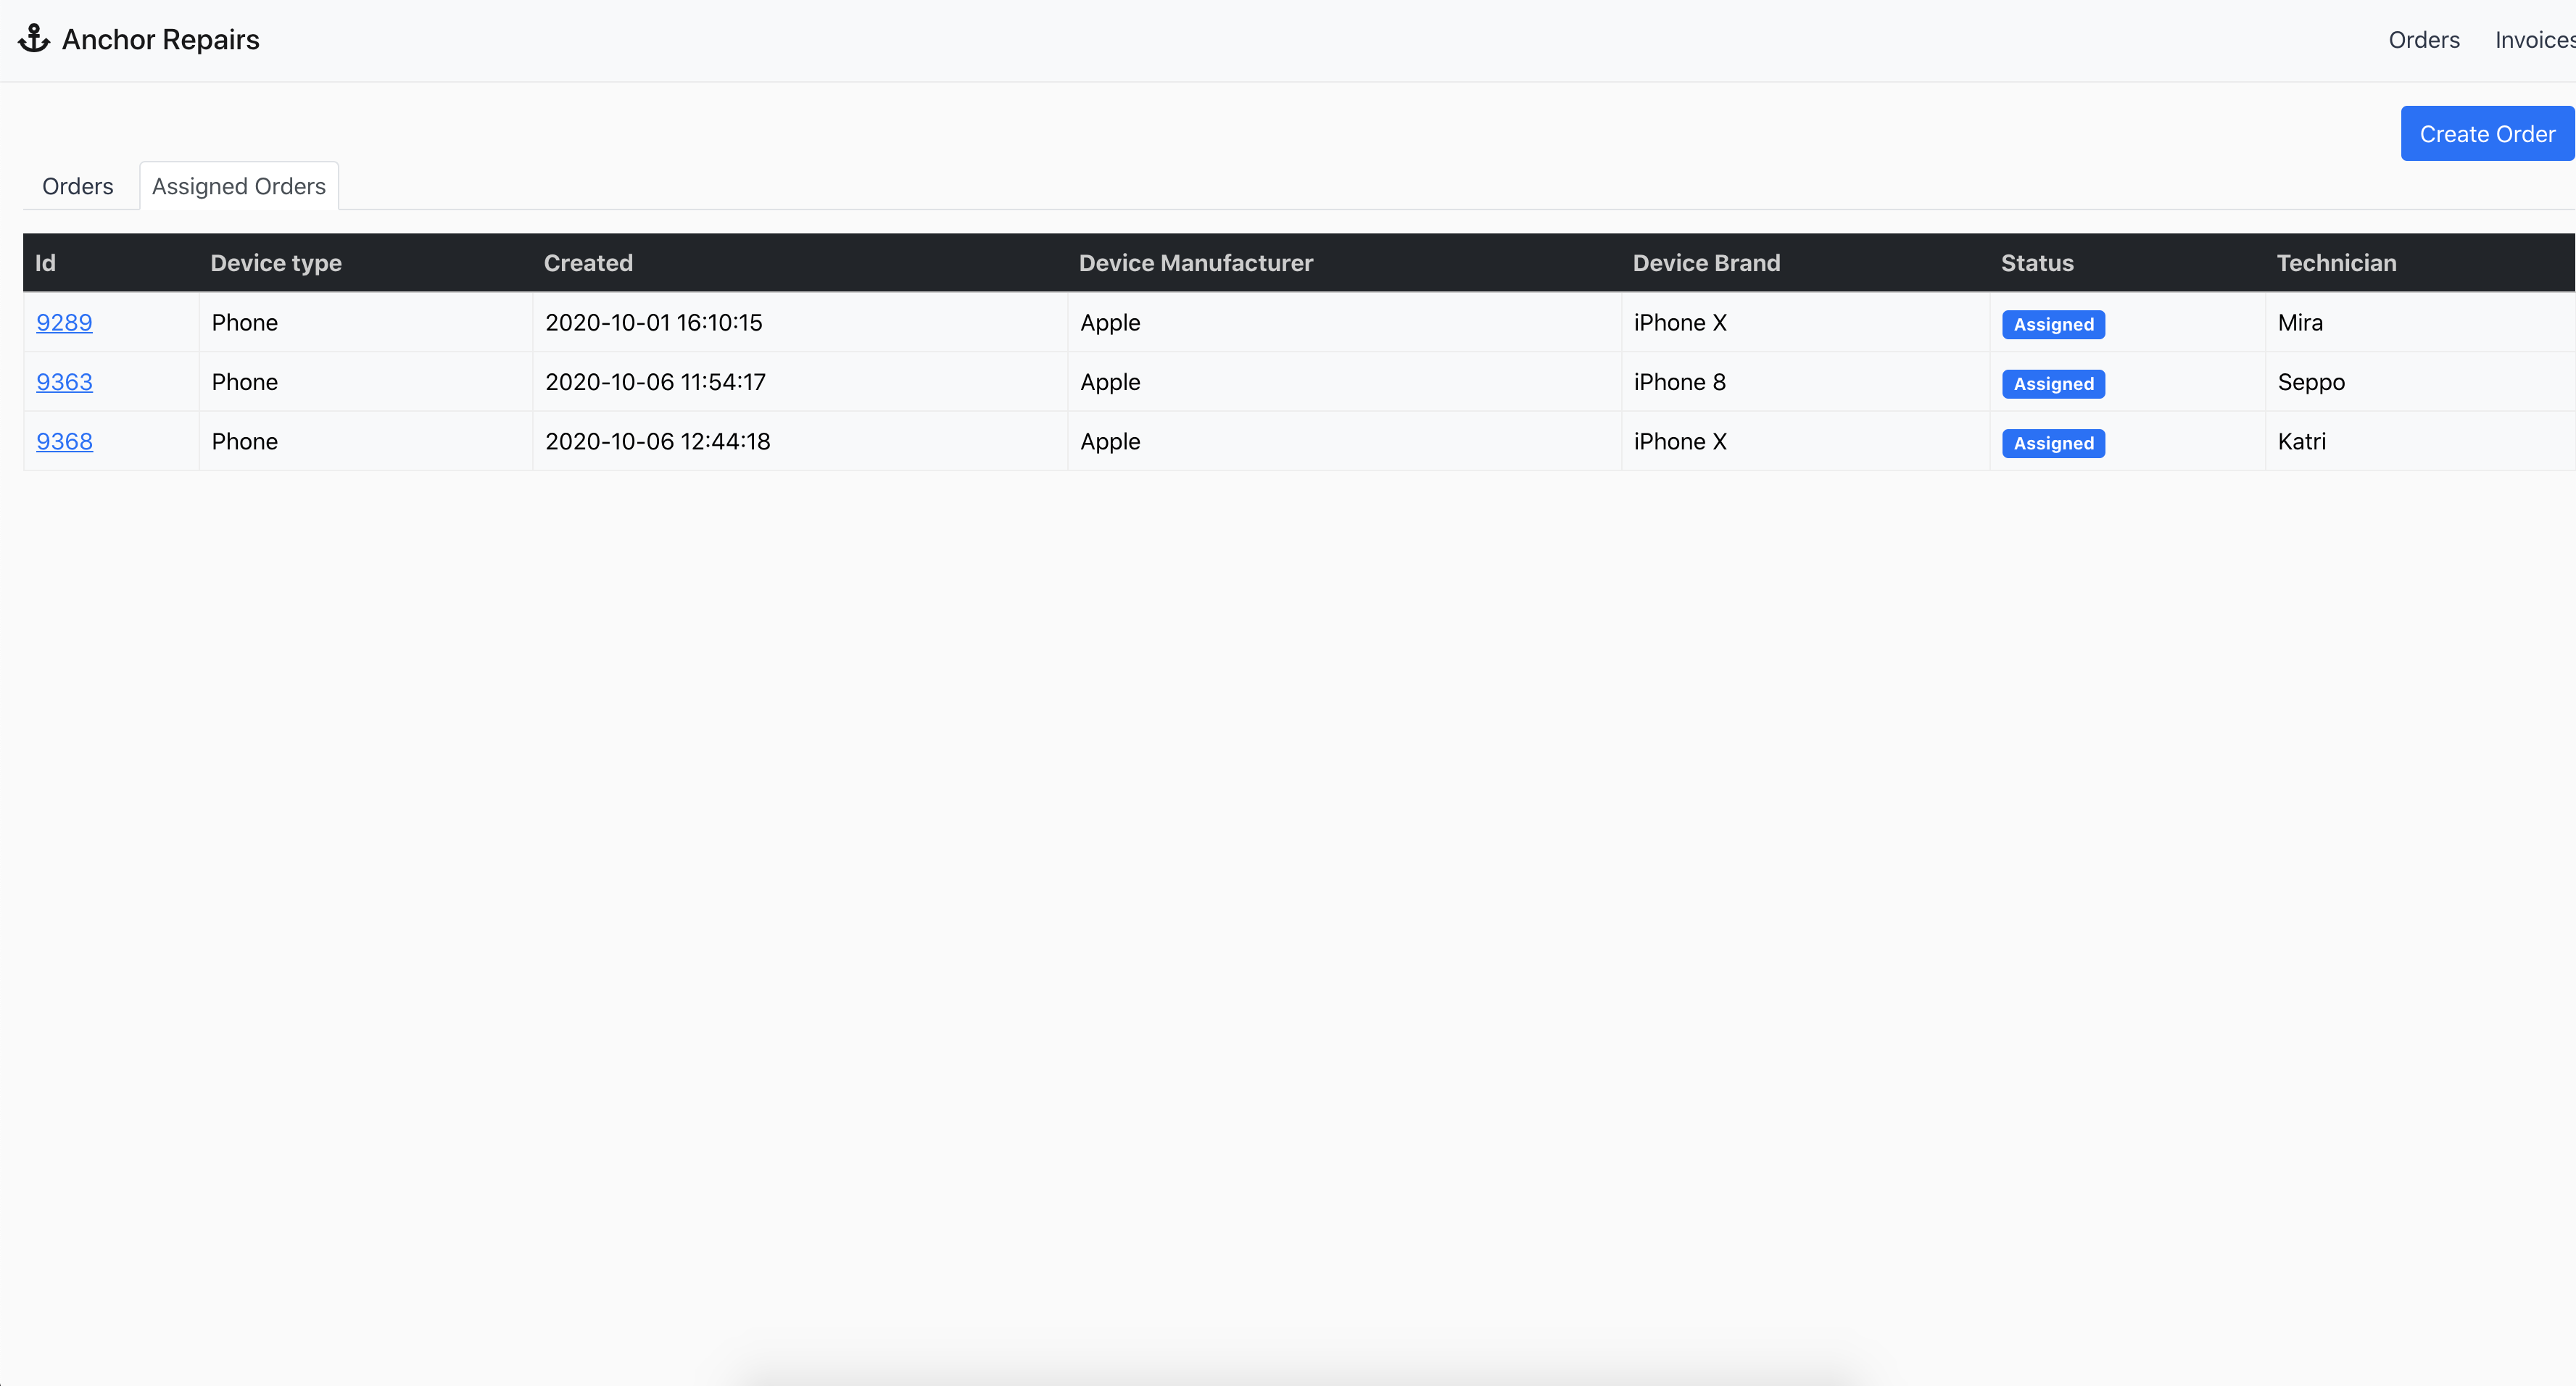 Anchor Repairs
Orders Invoices
Create Order
Orders Assigned Orders
Id Device type Created Device Manufacturer Device Brand Status Technician
9289 Phone 2020-10-01 16:10:15 Apple iPhone X Assigned Mira
9363 Phone 2020-10-06 11:54:17 Apple iPhone 8 Assigned Seppo
9368 Phone 2020-10-06 12:44:18 Apple iPhone X Assigned Katri